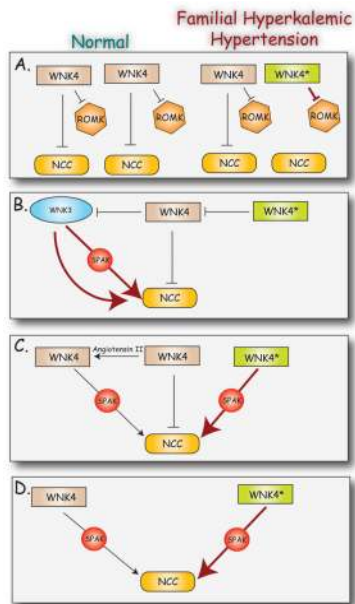 Normal
Familial Hyperkalemic
Hypertension
A.
WNK4 WNK4 WNK4 WNK4*
ROMK ROMK ROMK ROMK
NCC NCC NCC NCC
B.
WNK3 WNK4 WNK4*
SPAK
NCC
C.
WNK4 Angiotensin II WNK4 WNK4*
SPAK SPAK
NCC
D.
WNK4 WNK4*
SPAK SPAK
NCC